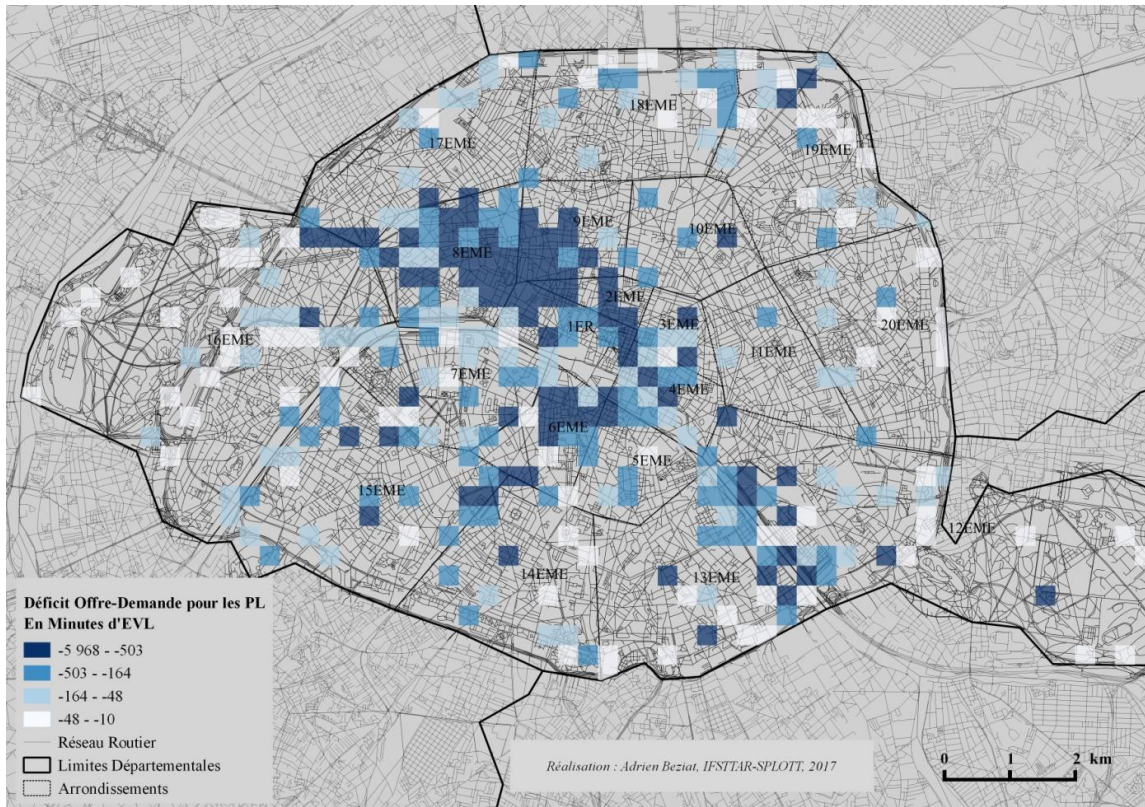 18EME
17EME
19EME
9EME
10EME
8EME
2EME
1ER
3EME
20EME
16EME
11EME
7EME
4EME
6EME
5EME
15EME
12EME
14EME
13EME
Déficit Offre-Demande pour les PL
En Minutes d'EVL
-5 968 - -503
-503 - -164
-164 - -48
-48 - -10
Réseau Routier
Limites Départementales
Arrondissements
Réalisation : Adrien Beziat, IFSTTAR-SPLOTT, 2017
0 1 2 km